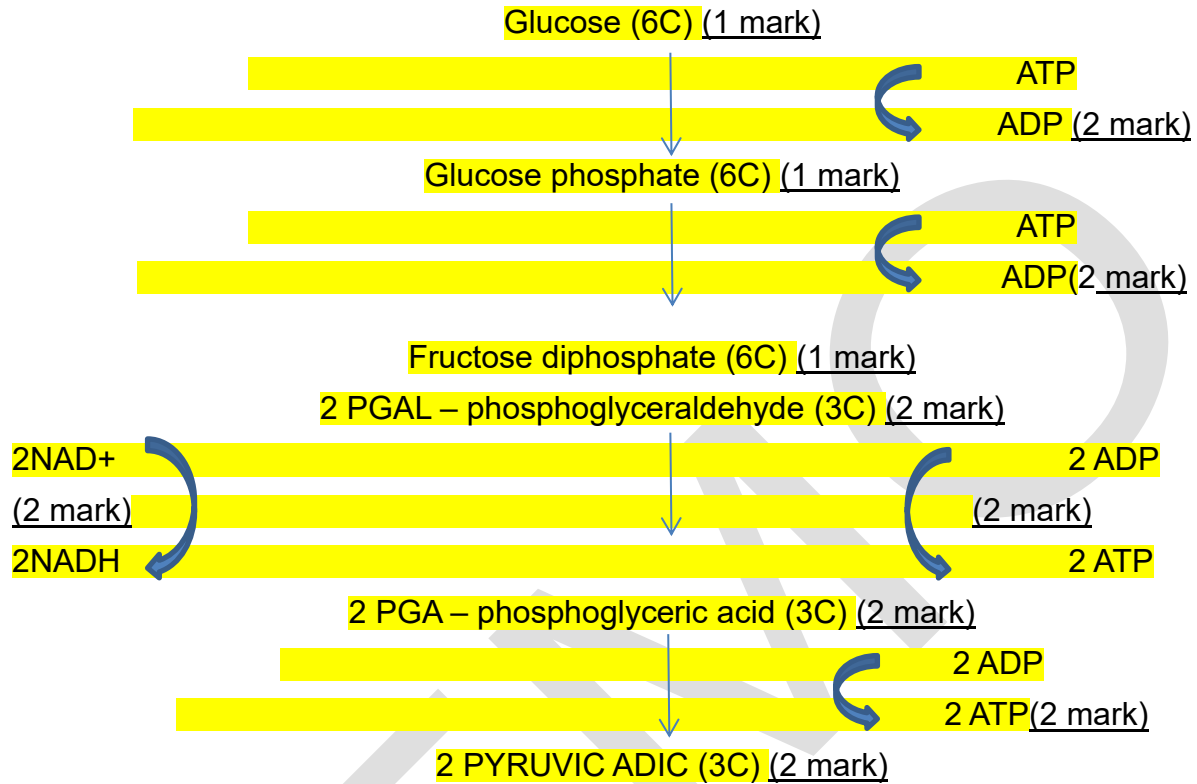 Glucose (6C) (1 mark)
ATP
ADP (2 mark)
Glucose phosphate (6C) (1 mark)
ATP
ADP(2 mark)
Fructose diphosphate (6C) (1 mark)
2 PGAL – phosphoglyceraldehyde (3C) (2 mark)
2NAD+ 2 ADP
(2 mark) (2 mark)
2NADH 2 ATP
2 PGA – phosphoglyceric acid (3C) (2 mark)
2 ADP
2 ATP(2 mark)
2 PYRUVIC ADIC (3C) (2 mark)